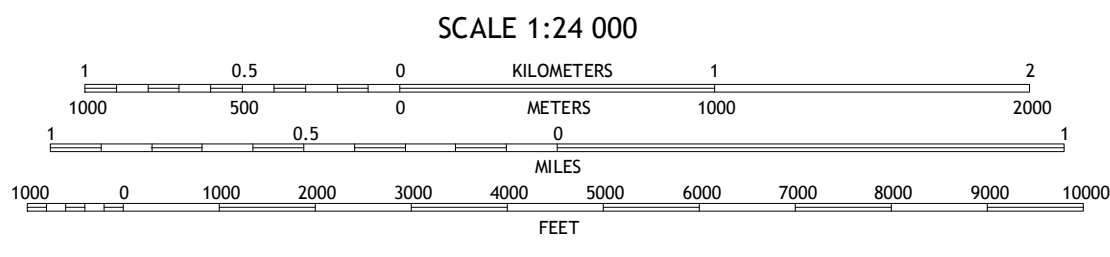 SCALE 1:24 000
1 0.5 0 KILOMETERS 1 2
1000 500 0 METERS 1000 2000
1 0.5 0 1
MILES
1000 0 1000 2000 3000 4000 5000 6000 7000 8000 9000 10000
FEET